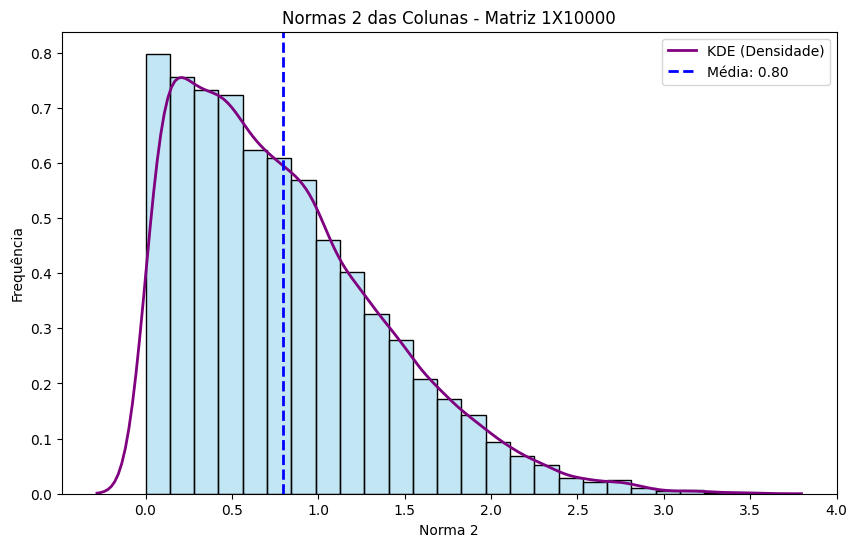 Normas 2 das Colunas - Matriz 1X10000
KDE (Densidade)
Média: 0.80
Frequência
0.8
0.7
0.6
0.5
0.4
0.3
0.2
0.1
0.0
0.0 0.5 1.0 1.5 2.0 2.5 3.0 3.5 4.0
Norma 2